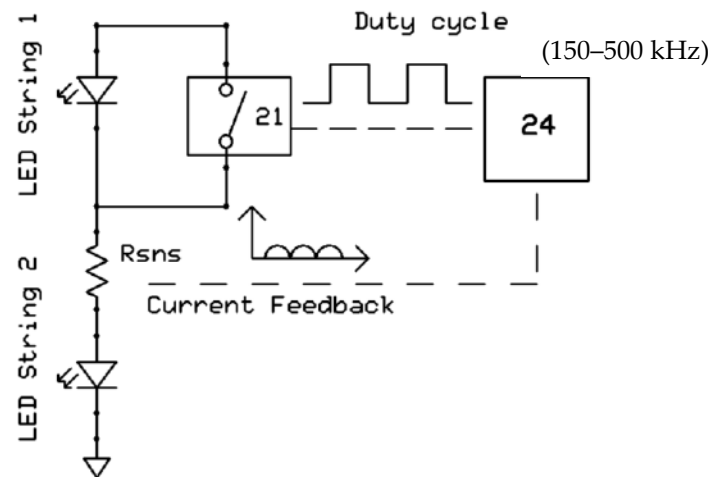 Duty cycle
(150–500 kHz)
LED String 1
21
24
Rsns
Current Feedback
LED String 2